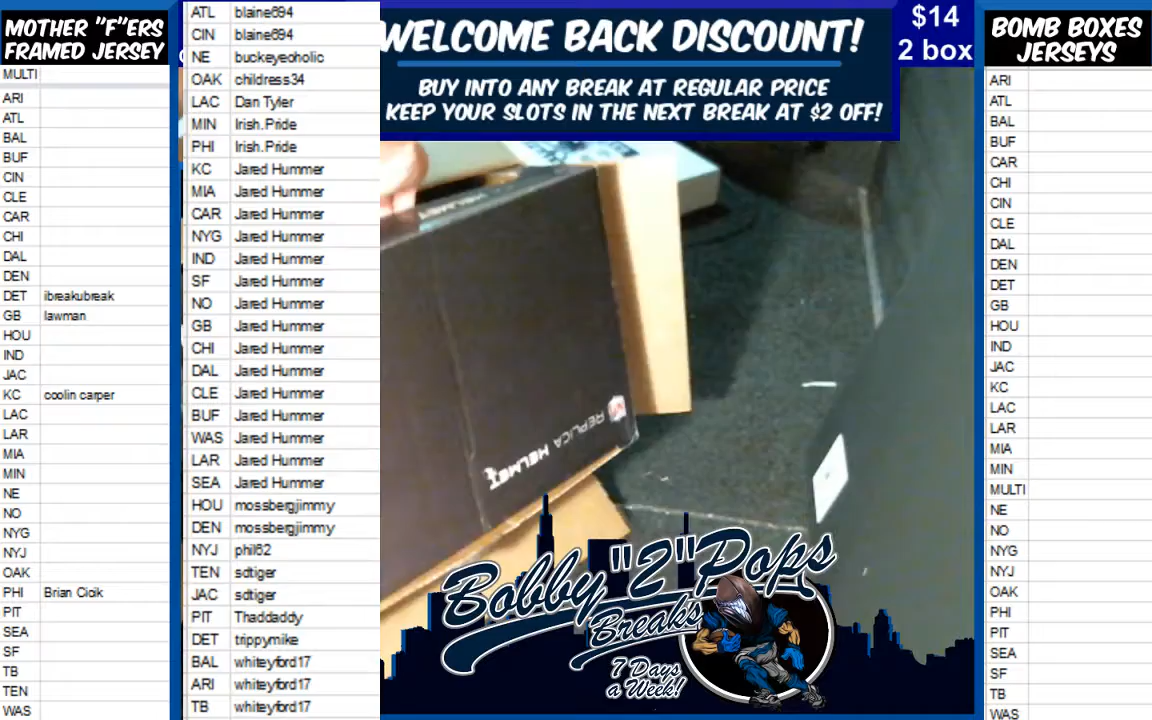 MOTHER "F"ERS
FRAMED JERSEY
MULTI
ARI
ATL
BAL
BUF
CIN
CLE
CAR
CHI
DAL
DEN
DET ibreakubreak
GB lawman
HOU
IND
JAC
KC coolin carper
LAC
LAR
MIA
MIN
NE
NO
NYG
NYJ
OAK
PHI Brian Cicik
PIT
SEA
SF
TB
TEN
WAS
ATL blaine694
CIN blaine694
NE buckeyeoholic
OAK childress34
LAC Dan Tyler
MIN Irish.Pride
PHI Irish.Pride
KC Jared Hummer
MIA Jared Hummer
CAR Jared Hummer
NYG Jared Hummer
IND Jared Hummer
SF Jared Hummer
NO Jared Hummer
GB Jared Hummer
CHI Jared Hummer
DAL Jared Hummer
CLE Jared Hummer
BUF Jared Hummer
WAS Jared Hummer
LAR Jared Hummer
SEA Jared Hummer
HOU mossbergjimmy
DEN mossbergjimmy
NYJ phil62
TEN sdtiger
JAC sdtiger
PIT Thaddaddy
DET trippymike
BAL whiteyford17
ARI whiteyford17
TB whiteyford17
WELCOME BACK DISCOUNT!
BUY INTO ANY BREAK AT REGULAR PRICE
KEEP YOUR SLOTS IN THE NEXT BREAK AT $2 OFF!
$14
2 box
REPLICA HELMET
Bobby "2" Pops
Breaks
7 Days
a Week!
BOMB BOXES
JERSEYS
ARI
ATL
BAL
BUF
CAR
CHI
CIN
CLE
DAL
DEN
DET
GB
HOU
IND
JAC
KC
LAC
LAR
MIA
MIN
MULTI
NE
NO
NYG
NYJ
OAK
PHI
PIT
SEA
SF
TB
WAS